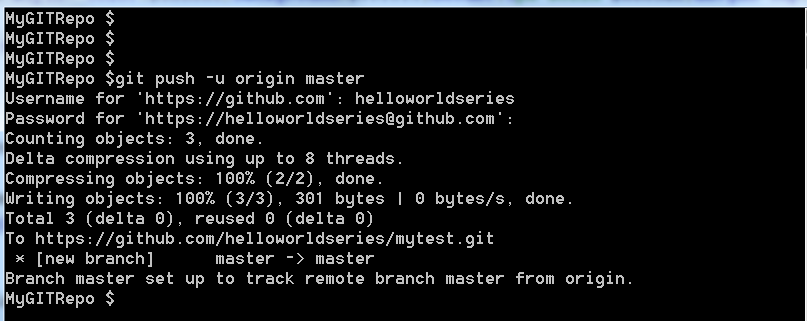 MyGITRepo $
MyGITRepo $
MyGITRepo $
MyGITRepo $git push -u origin master
Username for 'https://github.com': helloworldseries
Password for 'https://helloworldseries@github.com':
Counting objects: 3, done.
Delta compression using up to 8 threads.
Compressing objects: 100% (2/2), done.
Writing objects: 100% (3/3), 301 bytes | 0 bytes/s, done.
Total 3 (delta 0), reused 0 (delta 0)
To https://github.com/helloworldseries/mytest.git
 * [new branch]      master -> master
Branch master set up to track remote branch master from origin.
MyGITRepo $